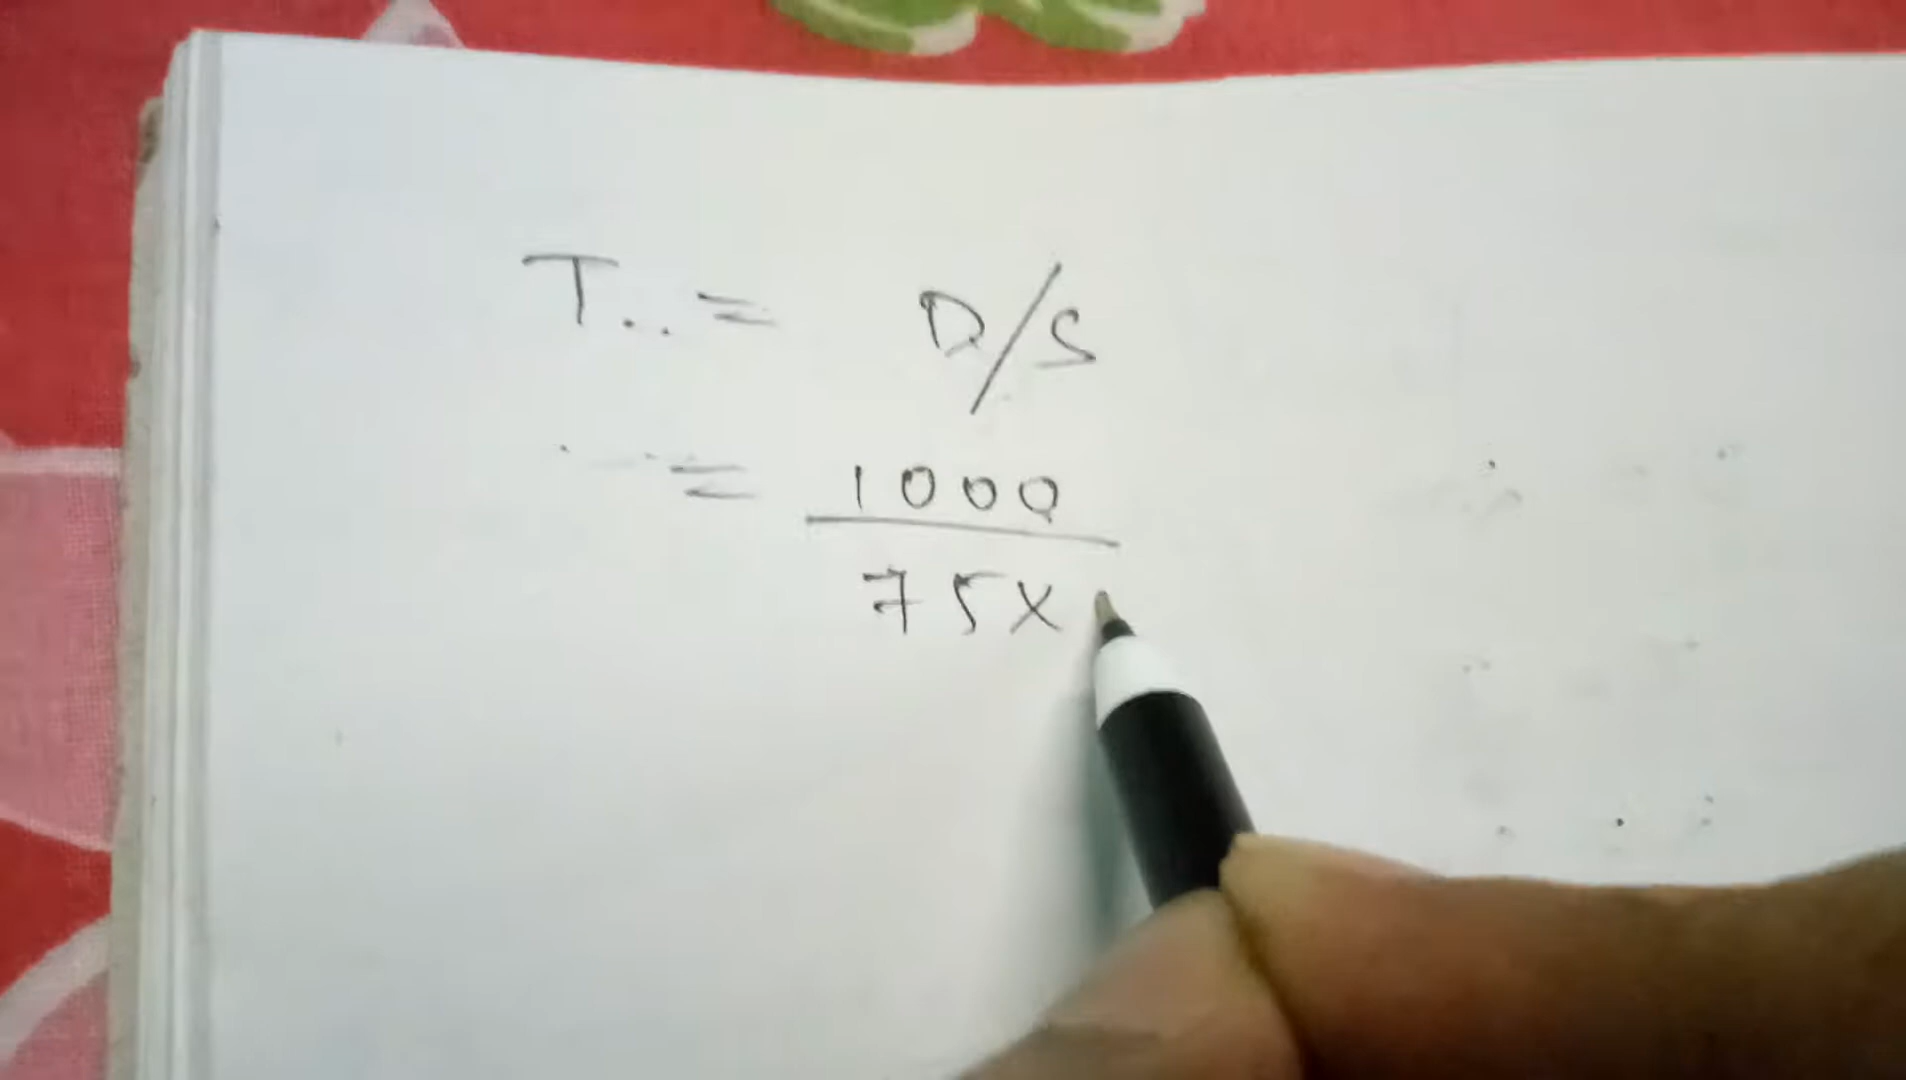 T.. = D/S
= 1000
75x